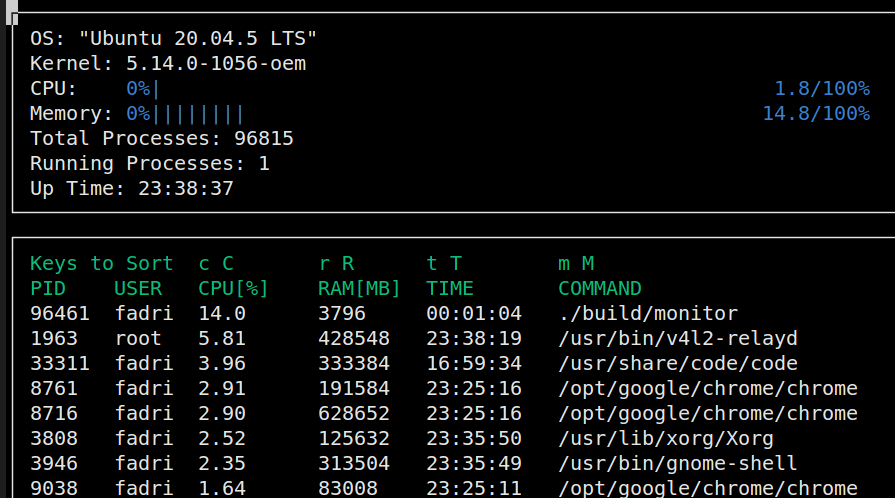 OS: "Ubuntu 20.04.5 LTS"
Kernel: 5.14.0-1056-oem
CPU: 0%| 1.8/100%
Memory: 0%|||||||| 14.8/100%
Total Processes: 96815
Running Processes: 1
Up Time: 23:38:37
Keys to Sort c C r R t T m M
PID USER CPU[%] RAM[MB] TIME COMMAND
96461 fadri 14.0 3796 00:01:04 ./build/monitor
1963 root 5.81 428548 23:38:19 /usr/bin/v4l2-relayd
33311 fadri 3.96 333384 16:59:34 /usr/share/code/code
8761 fadri 2.91 191584 23:25:16 /opt/google/chrome/chrome
8716 fadri 2.90 628652 23:25:16 /opt/google/chrome/chrome
3808 fadri 2.52 125632 23:35:50 /usr/lib/xorg/Xorg
3946 fadri 2.35 313504 23:35:49 /usr/bin/gnome-shell
9038 fadri 1.64 83008 23:25:11 /opt/google/chrome/chrome